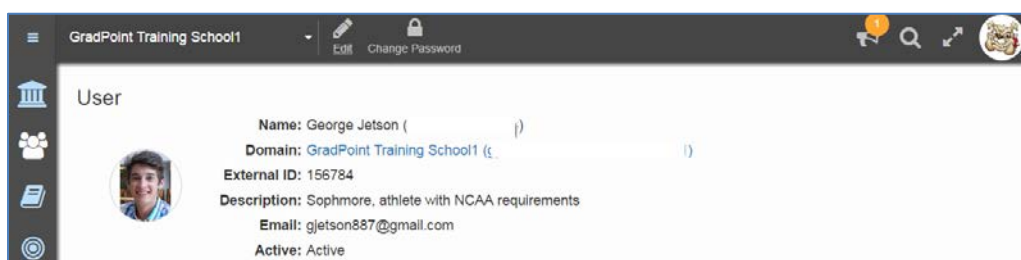 GradPoint Training School1
Edit
Change Password
1
User
Name: George Jetson ( )
Domain: GradPoint Training School1 (g 1)
External ID: 156784
Description: Sophmore, athlete with NCAA requirements
Email: gjetson887@gmail.com
Active: Active